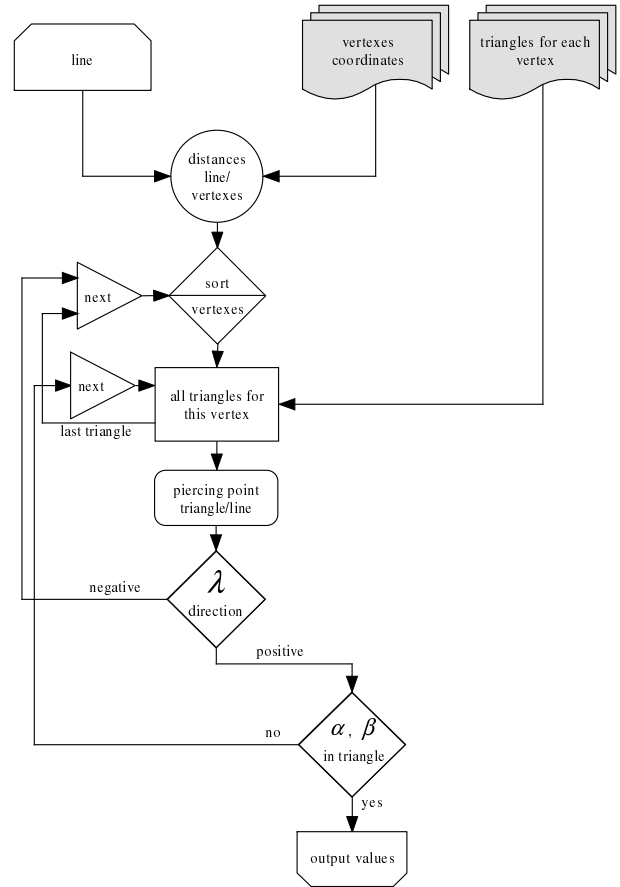 line
vertexes
coordinates
triangles for each
vertex
distances
line/
vertexes
sort
vertexes
next
next
all triangles for
this vertex
last triangle
piercing point
triangle/line
λ
direction
negative
positive
α, β
in triangle
no
yes
output values